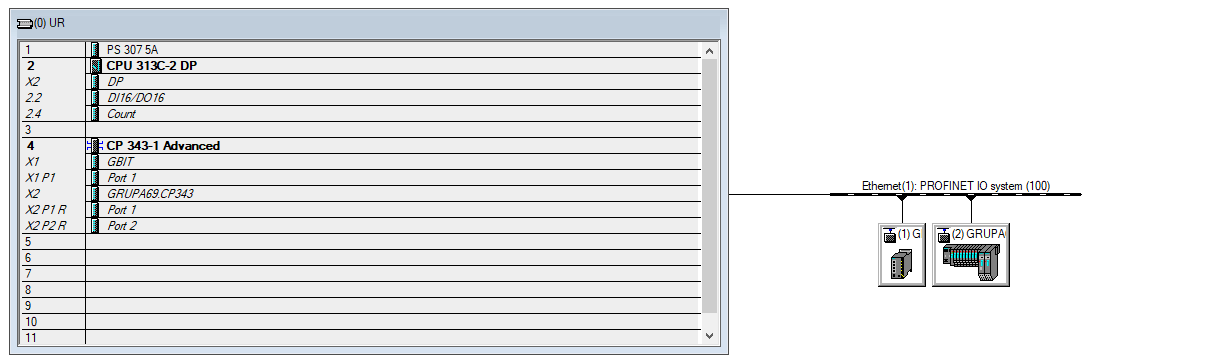 (0) UR
1 PS 307 5A
2 CPU 313C-2 DP
X2 DP
2.2 DI16/DO16
2.4 Count
3
4 CP 343-1 Advanced
X1 GBIT
X1 P1 Port 1
X2 GRUPA69.CP343
X2 P1 R Port 1
X2 P2 R Port 2
5
6
7
8
9
10
11
Ethernet(1): PROFINET IO system (100)
(1) G
(2) GRUPA